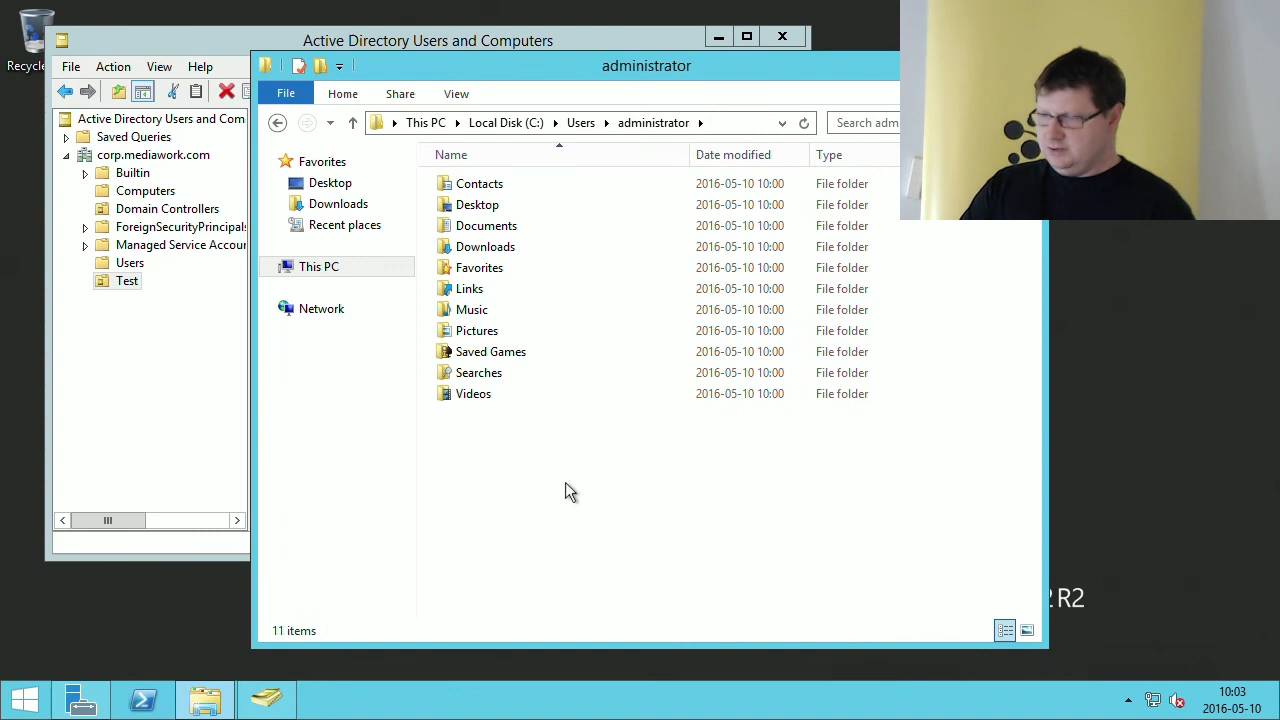 Recycle
Active Directory Users and Computers
File Action View Help
Active Directory Users and Com
Saved Queries
corp.mediawork.com
Builtin
Computers
Domain Controllers
ForeignSecurityPrincipals
Managed Service Accour
Users
Test
administrator
File Home Share View
This PC Local Disk (C:) Users administrator
Search adm
Favorites
Desktop
Downloads
Recent places
This PC
Network
Name Date modified Type
Contacts 2016-05-10 10:00 File folder
Desktop 2016-05-10 10:00 File folder
Documents 2016-05-10 10:00 File folder
Downloads 2016-05-10 10:00 File folder
Favorites 2016-05-10 10:00 File folder
Links 2016-05-10 10:00 File folder
Music 2016-05-10 10:00 File folder
Pictures 2016-05-10 10:00 File folder
Saved Games 2016-05-10 10:00 File folder
Searches 2016-05-10 10:00 File folder
Videos 2016-05-10 10:00 File folder
11 items
2 R2
10:03
2016-05-10